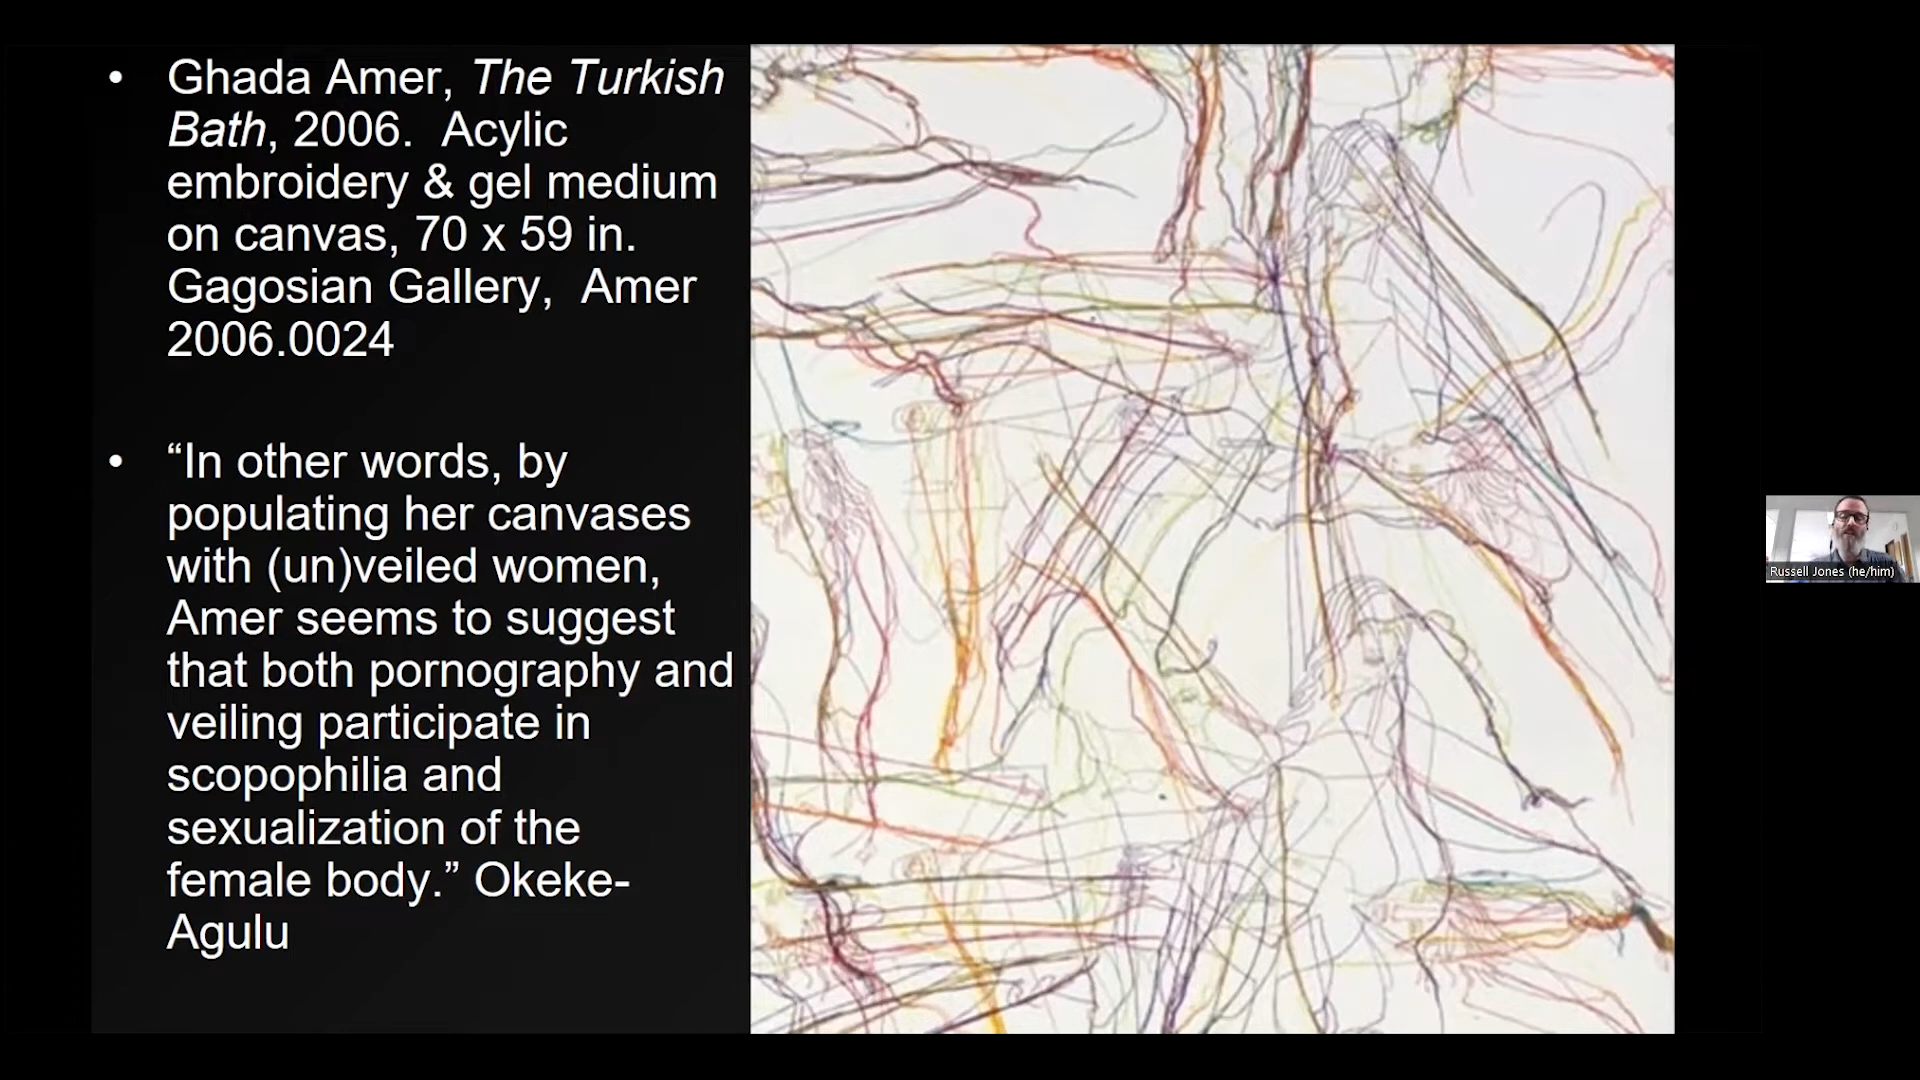 • Ghada Amer, The Turkish
Bath, 2006. Acylic
embroidery & gel medium
on canvas, 70 x 59 in.
Gagosian Gallery, Amer
2006.0024
• “In other words, by
populating her canvases
with (un)veiled women,
Amer seems to suggest
that both pornography and
veiling participate in
scopophilia and
sexualization of the
female body.” Okeke-
Agulu
Russell Jones (he/him)